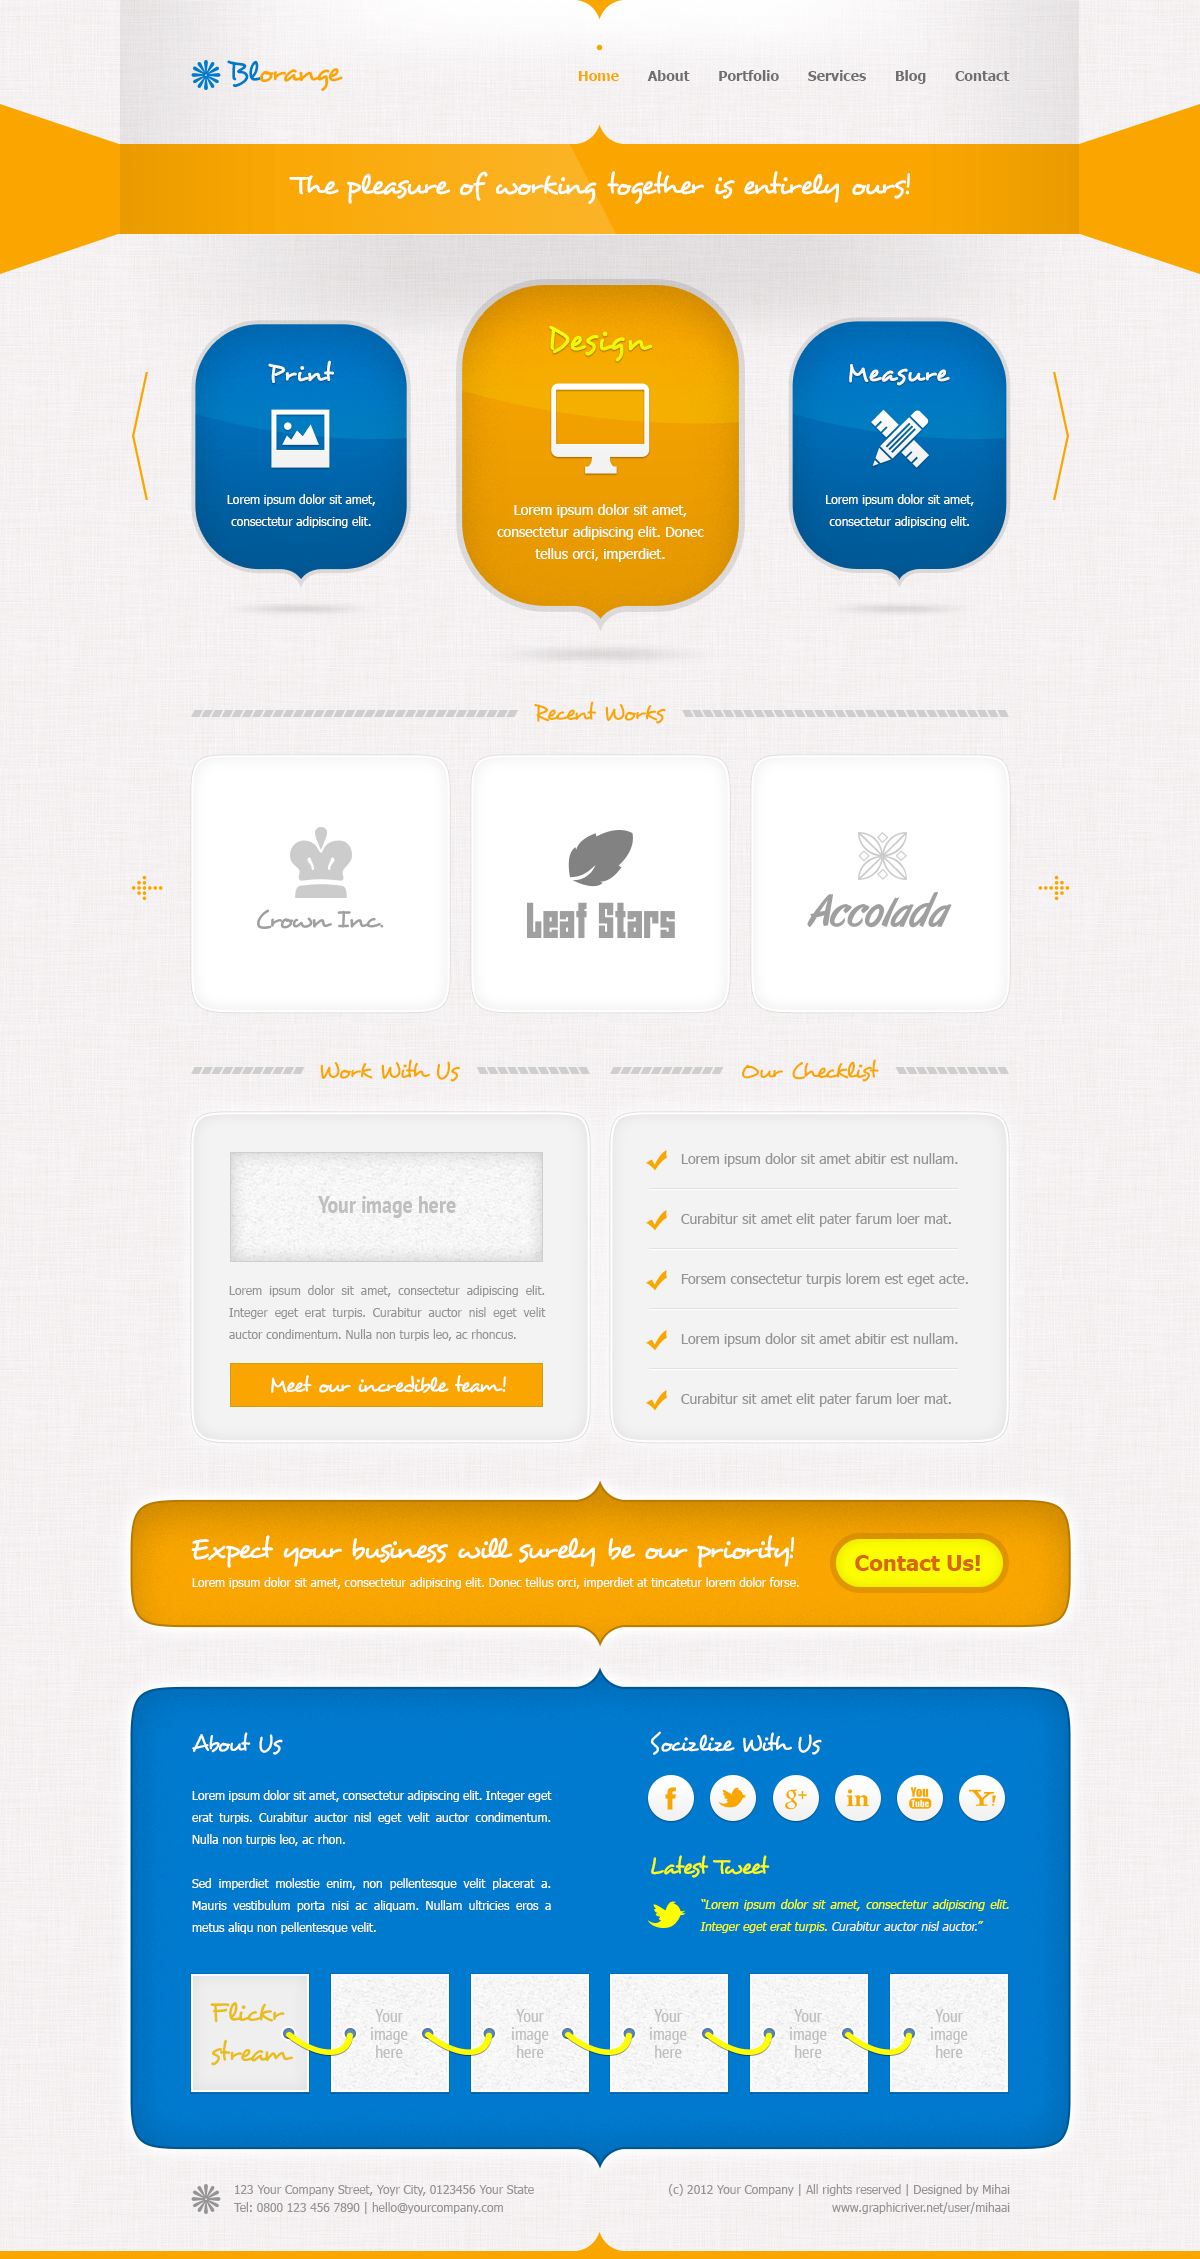 Blorange
Home About Portfolio Services Blog Contact
The pleasure of working together is entirely ours!
Print
Lorem ipsum dolor sit amet,
consectetur adipiscing elit.
Design
Lorem ipsum dolor sit amet,
consectetur adipiscing elit. Donec
tellus orci, imperdiet.
Measure
Lorem ipsum dolor sit amet,
consectetur adipiscing elit.
Recent Works
Crown Inc.
Leaf Stars
Accolada
Work With Us
Your image here
Lorem ipsum dolor sit amet, consectetur adipiscing elit.
Integer eget erat turpis. Curabitur auctor nisl eget velit
auctor condimentum. Nulla non turpis leo, ac rhoncus.
Meet our incredible team!
Our Checklist
Lorem ipsum dolor sit amet abitir est nullam.
Curabitur sit amet elit pater farum loer mat.
Forsem consectetur turpis lorem est eget acte.
Lorem ipsum dolor sit amet abitir est nullam.
Curabitur sit amet elit pater farum loer mat.
Expect your business will surely be our priority!
Lorem ipsum dolor sit amet, consectetur adipiscing elit. Donec tellus orci, imperdiet at tincatetur lorem dolor forse.
Contact Us!
About Us
Lorem ipsum dolor sit amet, consectetur adipiscing elit. Integer eget
erat turpis. Curabitur auctor nisl eget velit auctor condimentum.
Nulla non turpis leo, ac rhon.
Sed imperdiet molestie enim, non pellentesque velit placerat a.
Mauris vestibulum porta nisi ac aliquam. Nullam ultricies eros a
metus aliqu non pellentesque velit.
Socizlize With Us
f g+ in You Tube Y!
Latest Tweet
“Lorem ipsum dolor sit amet, consectetur adipiscing elit.
Integer eget erat turpis. Curabitur auctor nisl auctor.”
Flickr
stream
Your
image
here
Your
image
here
Your
image
here
Your
image
here
Your
image
here
123 Your Company Street, Yoyr City, 0123456 Your State
Tel: 0800 123 456 7890 | hello@yourcompany.com
(c) 2012 Your Company | All rights reserved | Designed by Mihai
www.graphicriver.net/user/mihaai